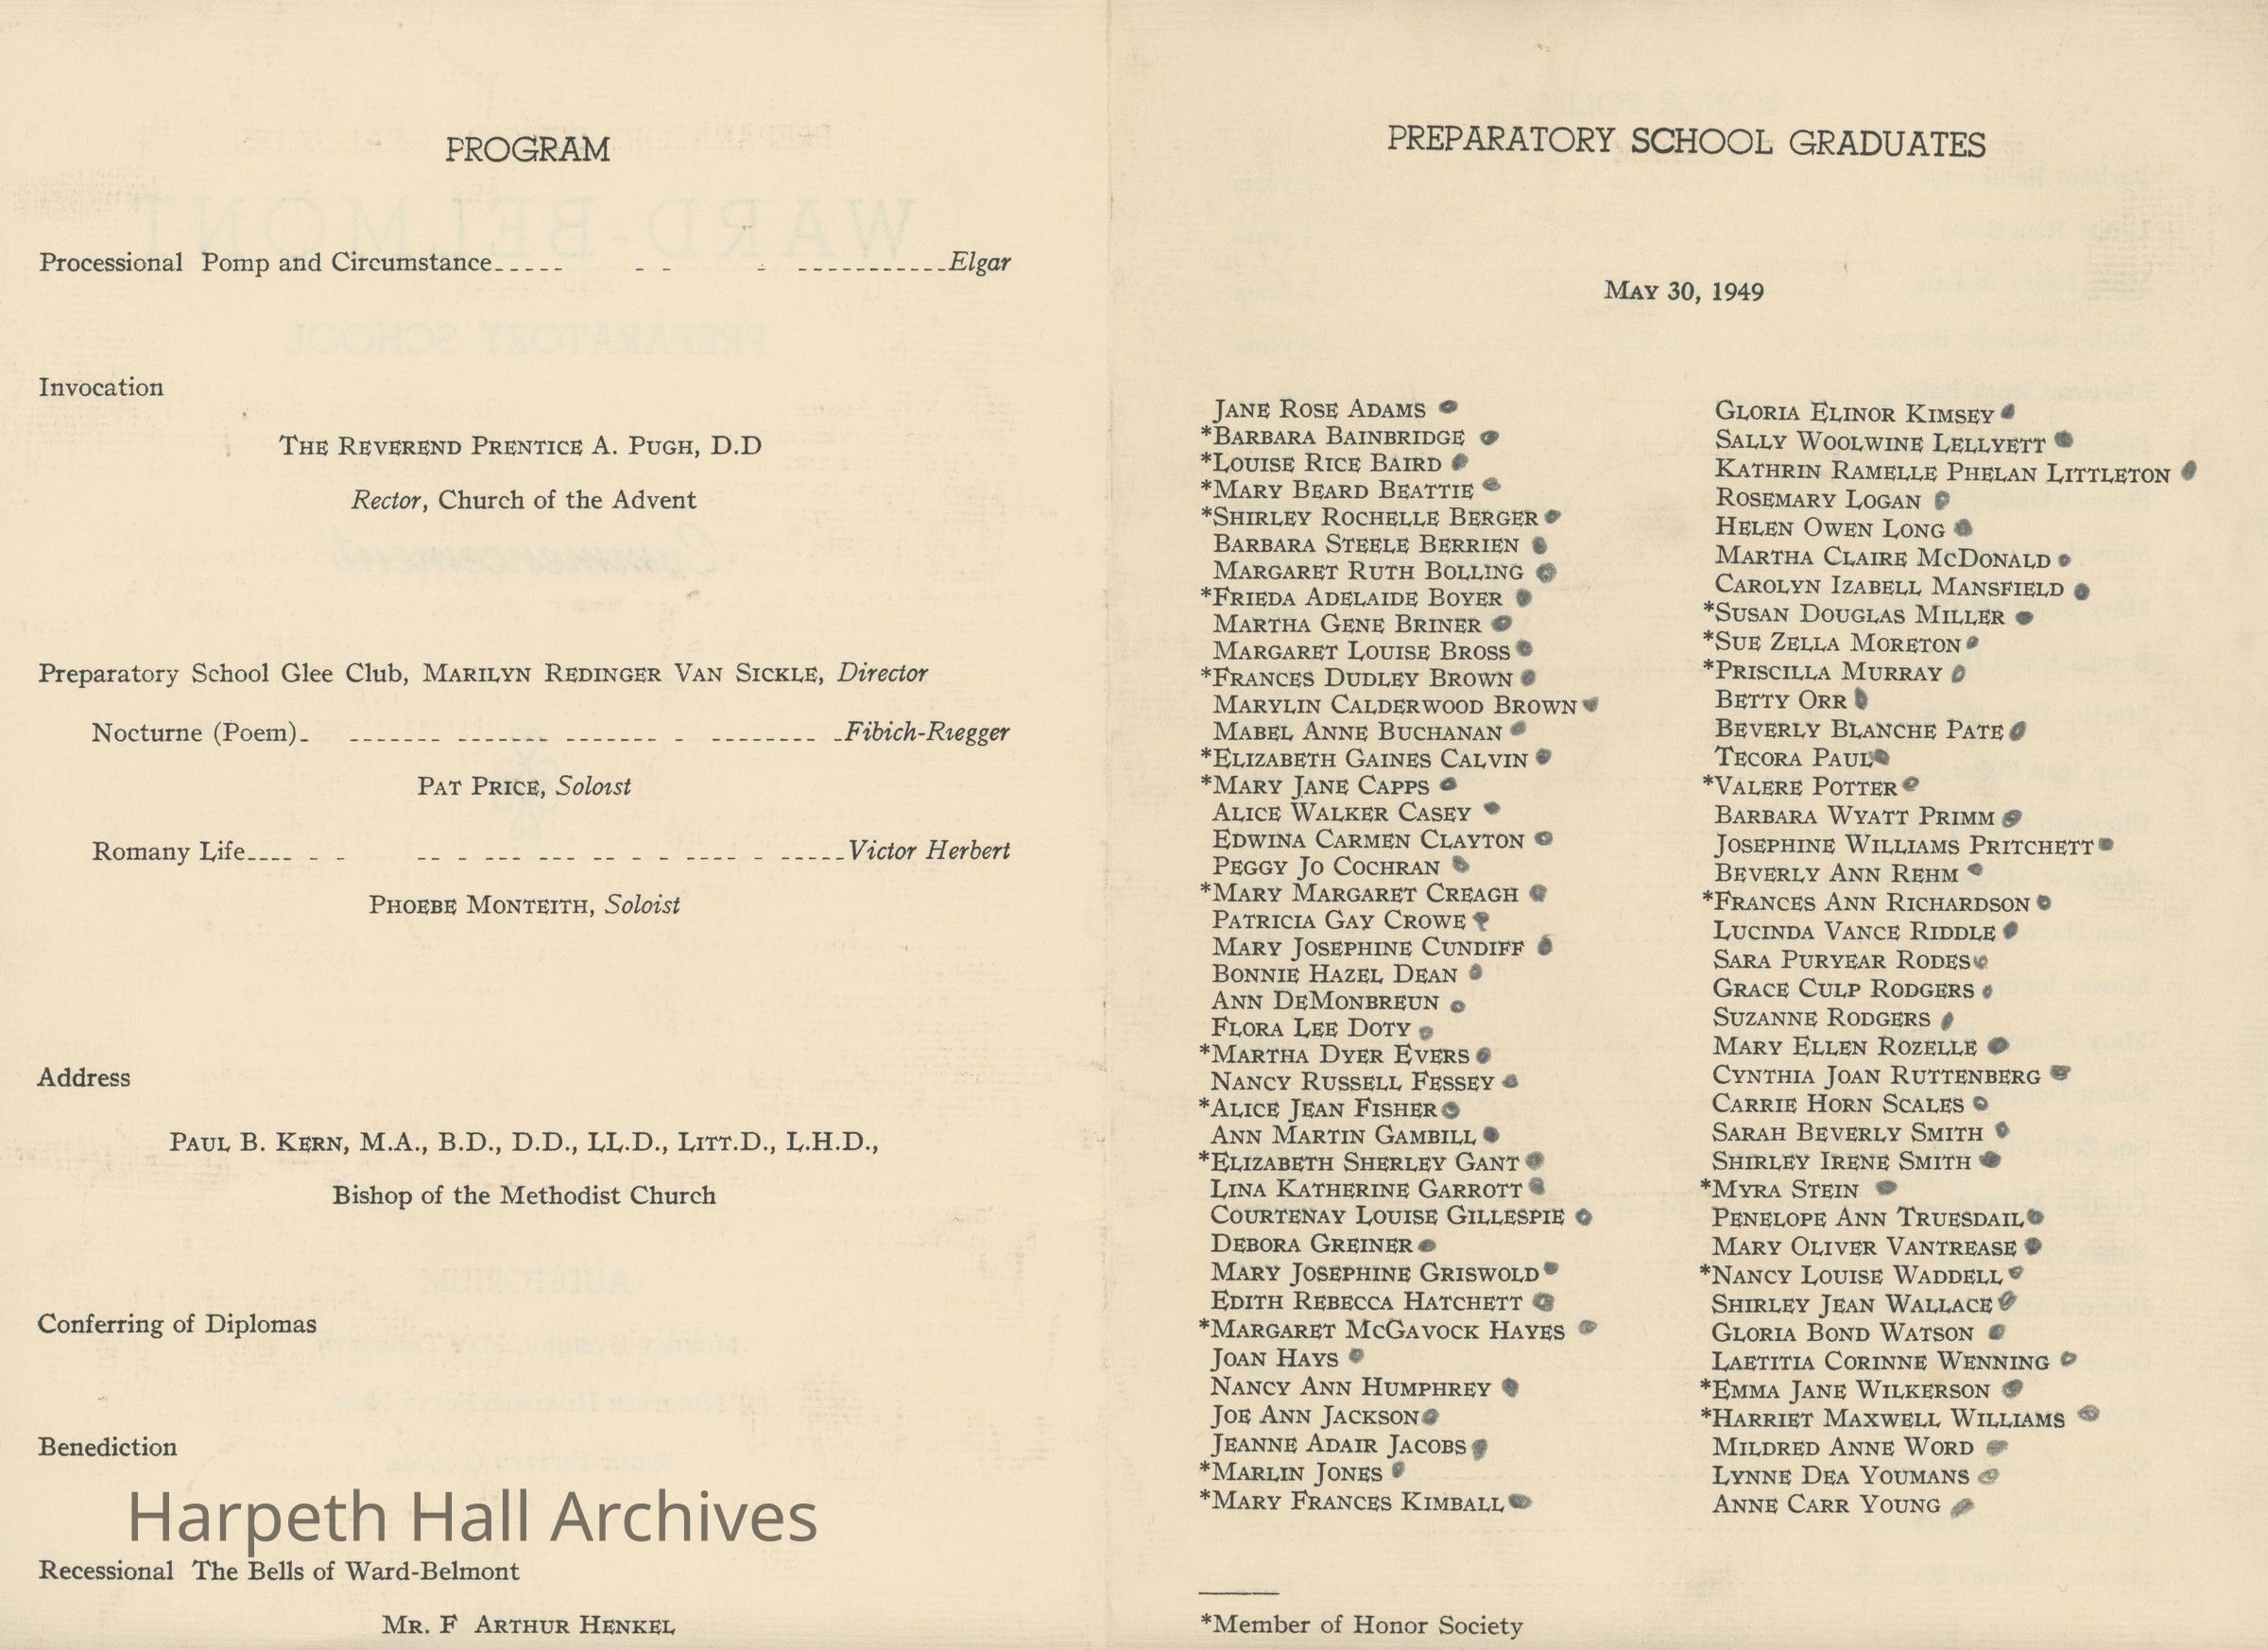 PROGRAM
Processional Pomp and Circumstance----- - - - -----------Elgar
Invocation
THE REVEREND PRENTICE A. PUGH, D.D
Rector, Church of the Advent
Preparatory School Glee Club, MARILYN REDINGER VAN SICKLE, Director
Nocturne (Poem)- ------- ------- ------- - -------- -Fibich-Riegger
PAT PRICE, Soloist
Romany Life---- - - -- - --- --- -- - - ---- - -----Victor Herbert
PHOEBE MONTEITH, Soloist
Address
PAUL B. KERN, M.A., B.D., D.D., LL.D., LITT.D., L.H.D.,
Bishop of the Methodist Church
Conferring of Diplomas
Benediction
Harpeth Hall Archives
Recessional The Bells of Ward-Belmont
MR. F ARTHUR HENKEL
PREPARATORY SCHOOL GRADUATES
MAY 30, 1949
JANE ROSE ADAMS
*BARBARA BAINBRIDGE
*LOUISE RICE BAIRD
*MARY BEARD BEATTIE
*SHIRLEY ROCHELLE BERGER
BARBARA STEELE BERRIEN
MARGARET RUTH BOLLING
*FRIEDA ADELAIDE BOYER
MARTHA GENE BRINER
MARGARET LOUISE BROSS
*FRANCES DUDLEY BROWN
MARYLIN CALDERWOOD BROWN
MABEL ANNE BUCHANAN
*ELIZABETH GAINES CALVIN
*MARY JANE CAPPS
ALICE WALKER CASEY
EDWINA CARMEN CLAYTON
PEGGY JO COCHRAN
*MARY MARGARET CREAGH
PATRICIA GAY CROWE
MARY JOSEPHINE CUNDIFF
BONNIE HAZEL DEAN
ANN DEMONBREUN
FLORA LEE DOTY
*MARTHA DYER EVERS
NANCY RUSSELL FESSEY
*ALICE JEAN FISHER
ANN MARTIN GAMBILL
*ELIZABETH SHERLEY GANT
LINA KATHERINE GARROTT
COURTENAY LOUISE GILLESPIE
DEBORA GREINER
MARY JOSEPHINE GRISWOLD
EDITH REBECCA HATCHETT
*MARGARET MCGAVOCK HAYES
JOAN HAYS
NANCY ANN HUMPHREY
JOE ANN JACKSON
JEANNE ADAIR JACOBS
*MARLIN JONES
*MARY FRANCES KIMBALL
GLORIA ELINOR KIMSEY
SALLY WOOLWINE LELLYETT
KATHRIN RAMELLE PHELAN LITTLETON
ROSEMARY LOGAN
HELEN OWEN LONG
MARTHA CLAIRE MCDONALD
CAROLYN IZABELL MANSFIELD
*SUSAN DOUGLAS MILLER
*SUE ZELLA MORETON
*PRISCILLA MURRAY
BETTY ORR
BEVERLY BLANCHE PATE
TECORA PAUL
*VALERE POTTER
BARBARA WYATT PRIMM
JOSEPHINE WILLIAMS PRITCHETT
BEVERLY ANN REHM
*FRANCES ANN RICHARDSON
LUCINDA VANCE RIDDLE
SARA PURYEAR RODES
GRACE CULP RODGERS
SUZANNE RODGERS
MARY ELLEN ROZELLE
CYNTHIA JOAN RUTTENBERG
CARRIE HORN SCALES
SARAH BEVERLY SMITH
SHIRLEY IRENE SMITH
*MYRA STEIN
PENELOPE ANN TRUESDAIL
MARY OLIVER VANTREASE
*NANCY LOUISE WADDELL
SHIRLEY JEAN WALLACE
GLORIA BOND WATSON
LAETITIA CORINNE WENNING
*EMMA JANE WILKERSON
*HARRIET MAXWELL WILLIAMS
MILDRED ANNE WORD
LYNNE DEA YOUMANS
ANNE CARR YOUNG
*Member of Honor Society